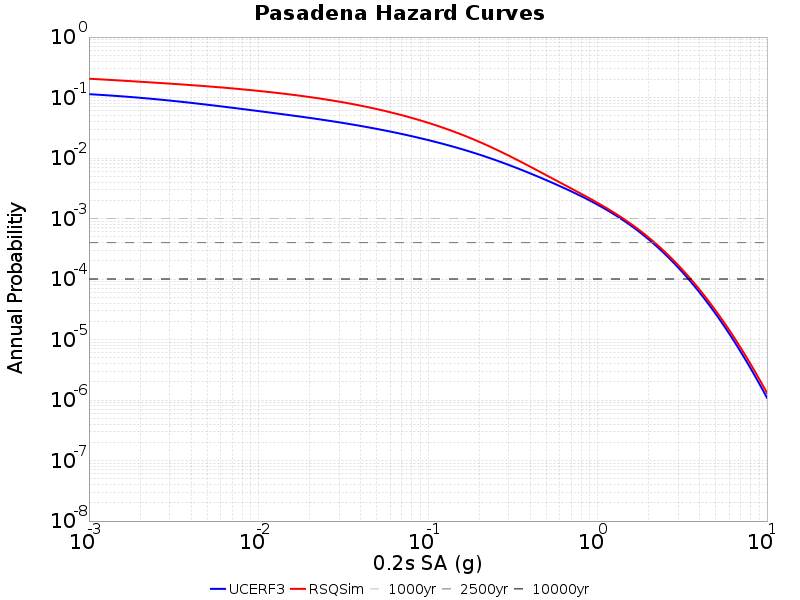 Pasadena Hazard Curves
10^0
10^-1
10^-2
10^-3
10^-4
10^-5
10^-6
10^-7
10^-8
Annual Probabilitiy
10^-3 10^-2 10^-1 10^0 10^1
0.2s SA (g)
UCERF3 RSQSim 1000yr 2500yr 10000yr